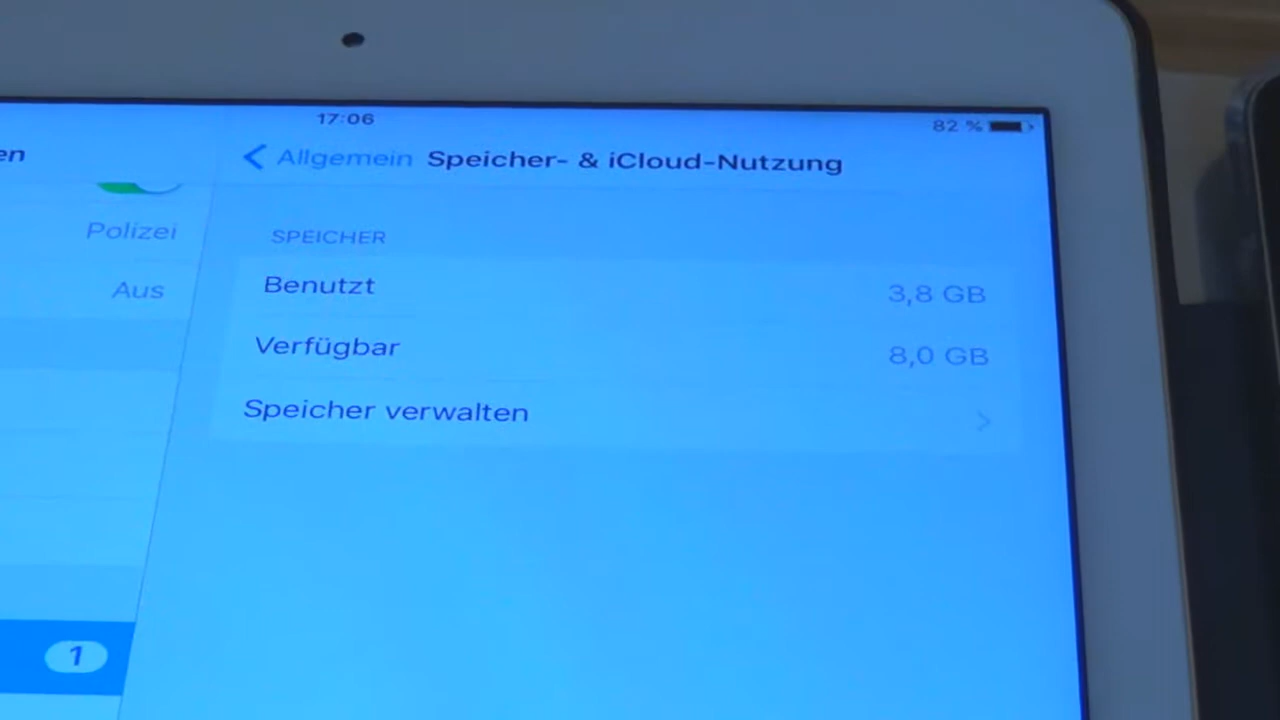 17:06
82 %
en
Allgemein Speicher- & iCloud-Nutzung
Polizei
Aus
SPEICHER
Benutzt 3,8 GB
Verfügbar 8,0 GB
Speicher verwalten
1